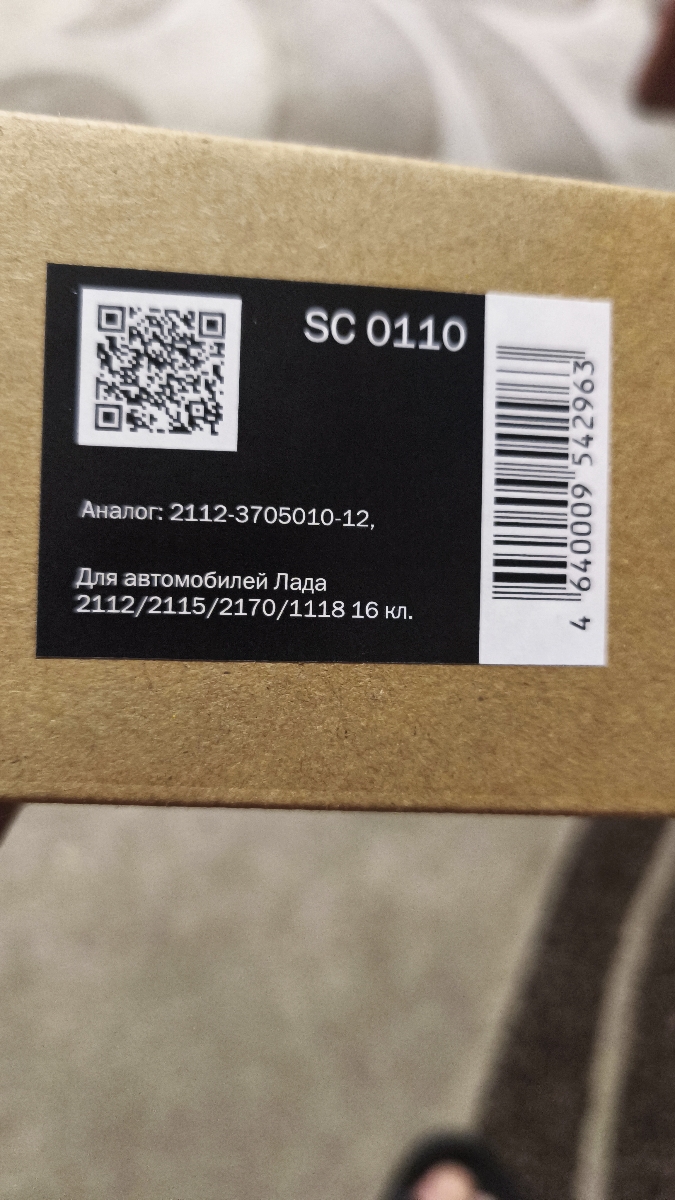 SC 0110
Аналог: 2112-3705010-12,
Для автомобилей Лада
2112/2115/2170/1118 16 кл.
4 640009 542963